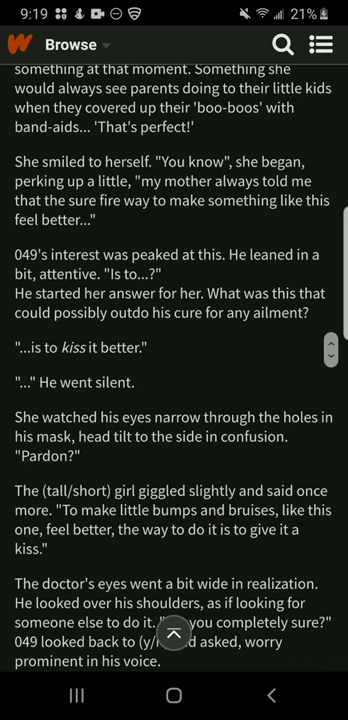 9:19
21%
W Browse
something at that moment. Something she
would always see parents doing to their little kids
when they covered up their 'boo-boos' with
band-aids... 'That's perfect!'
She smiled to herself. "You know", she began,
perking up a little, "my mother always told me
that the sure fire way to make something like this
feel better..."
049's interest was peaked at this. He leaned in a
bit, attentive. "Is to...?"
He started her answer for her. What was this that
could possibly outdo his cure for any ailment?
"...is to kiss it better."
"..." He went silent.
She watched his eyes narrow through the holes in
his mask, head tilt to the side in confusion.
"Pardon?"
The (tall/short) girl giggled slightly and said once
more. "To make little bumps and bruises, like this
one, feel better, the way to do it is to give it a
kiss."
The doctor's eyes went a bit wide in realization.
He looked over his shoulders, as if looking for
someone else to do it. you completely sure?"
049 looked back to asked, worry
prominent in his voice.